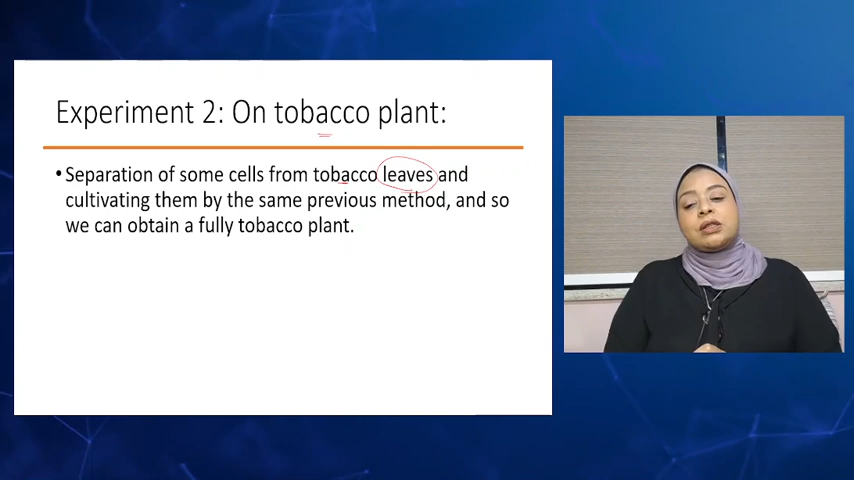 Experiment 2: On tobacco plant:
•Separation of some cells from tobacco leaves and
cultivating them by the same previous method, and so
we can obtain a fully tobacco plant.